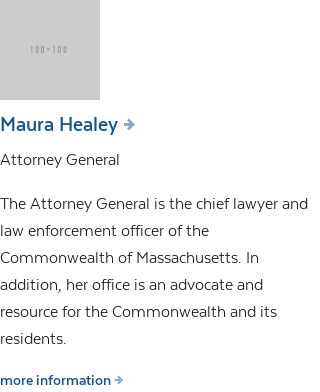 100×100
Maura Healey
Attorney General
The Attorney General is the chief lawyer and
law enforcement officer of the
Commonwealth of Massachusetts. In
addition, her office is an advocate and
resource for the Commonwealth and its
residents.
more information